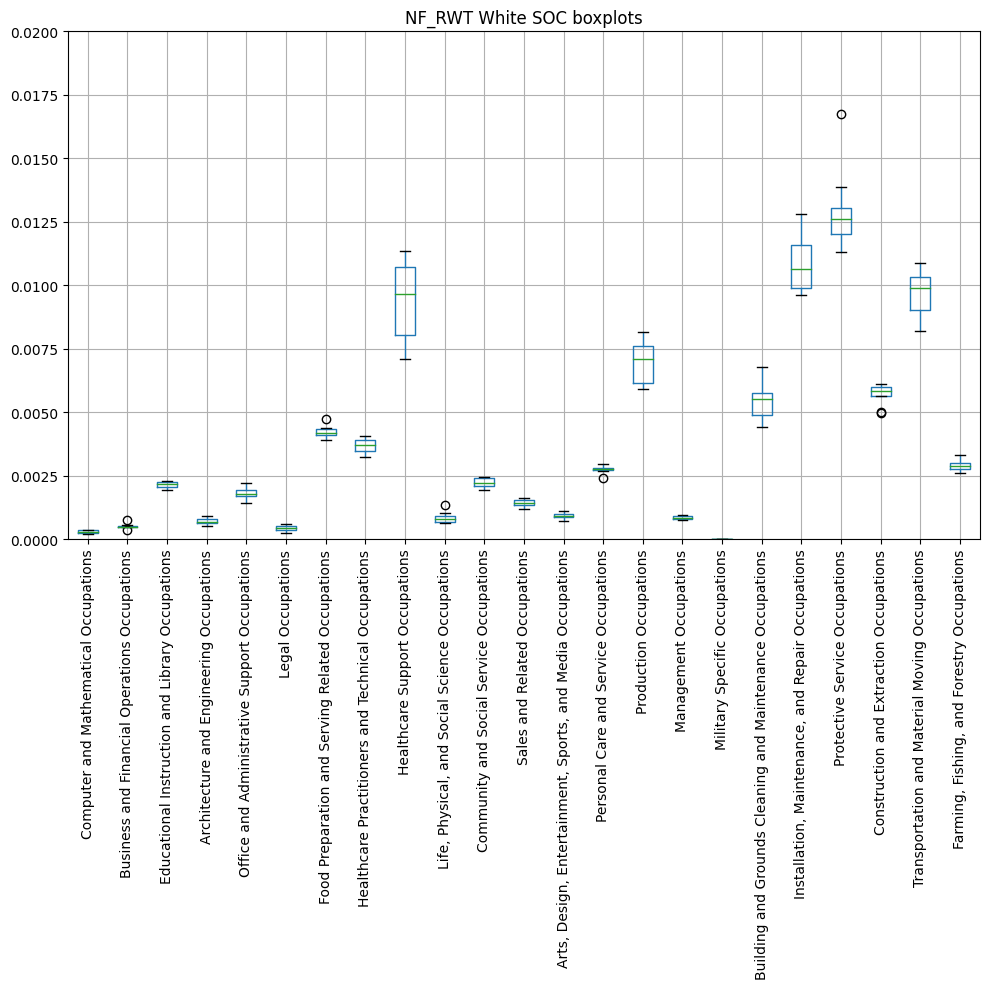 NF_RWT White SOC boxplots
0.0200
0.0175
0.0150
0.0125
0.0100
0.0075
0.0050
0.0025
0.0000
Computer and Mathematical Occupations
Business and Financial Operations Occupations
Educational Instruction and Library Occupations
Architecture and Engineering Occupations
Office and Administrative Support Occupations
Legal Occupations
Food Preparation and Serving Related Occupations
Healthcare Practitioners and Technical Occupations
Healthcare Support Occupations
Life, Physical, and Social Science Occupations
Community and Social Service Occupations
Sales and Related Occupations
Arts, Design, Entertainment, Sports, and Media Occupations
Personal Care and Service Occupations
Production Occupations
Management Occupations
Military Specific Occupations
Building and Grounds Cleaning and Maintenance Occupations
Installation, Maintenance, and Repair Occupations
Protective Service Occupations
Construction and Extraction Occupations
Transportation and Material Moving Occupations
Farming, Fishing, and Forestry Occupations